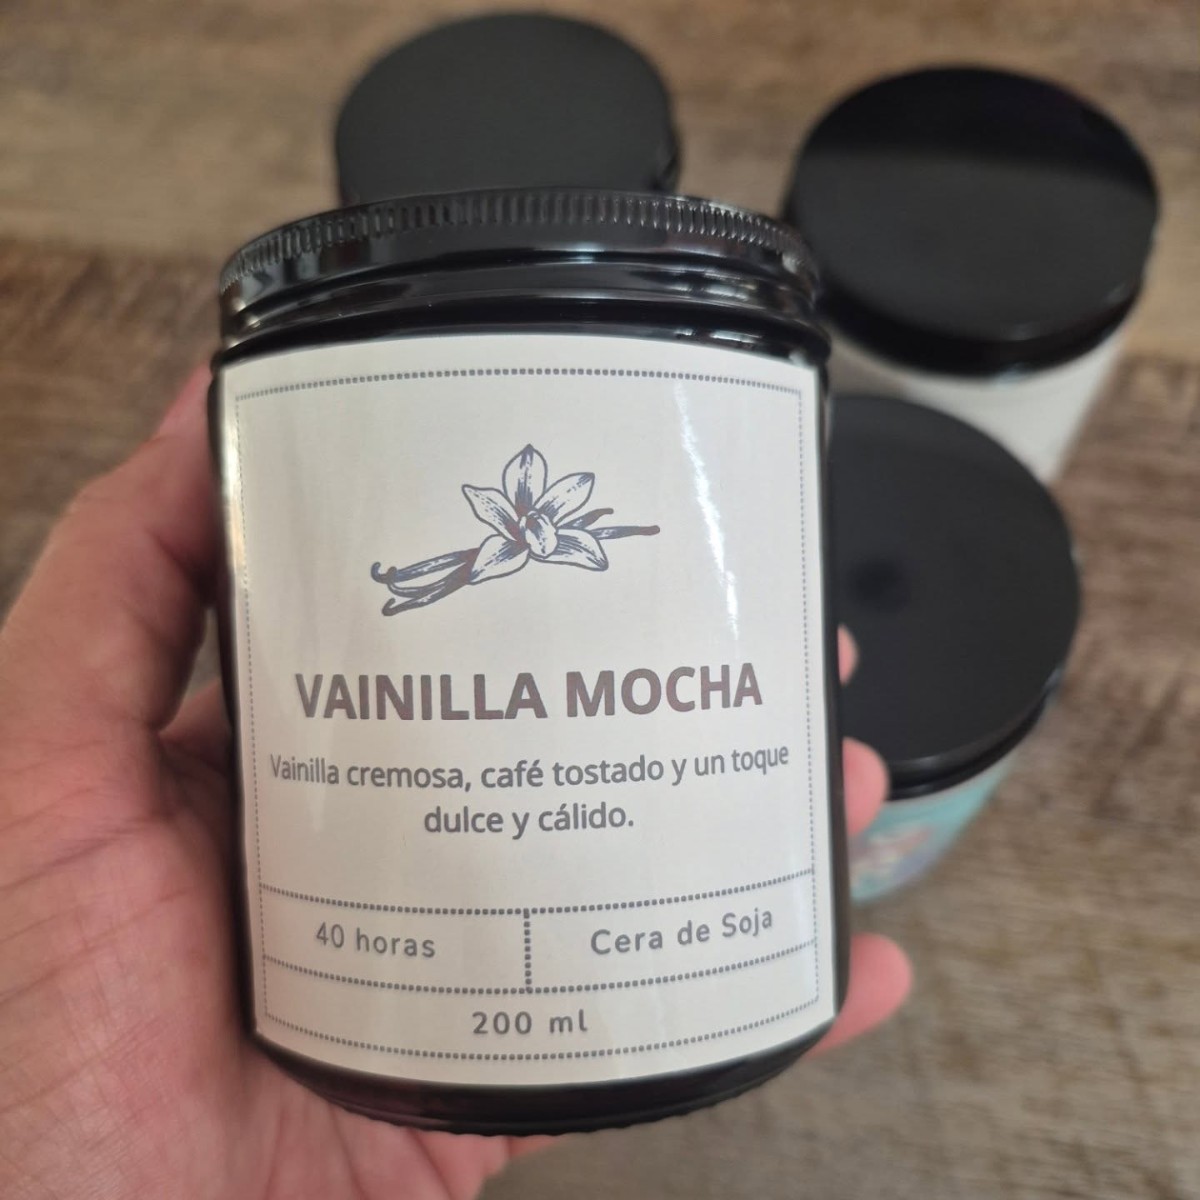 VAINILLA MOCHA
Vainilla cremosa, café tostado y un toque
dulce y cálido.
40 horas
Cera de Soja
200 ml